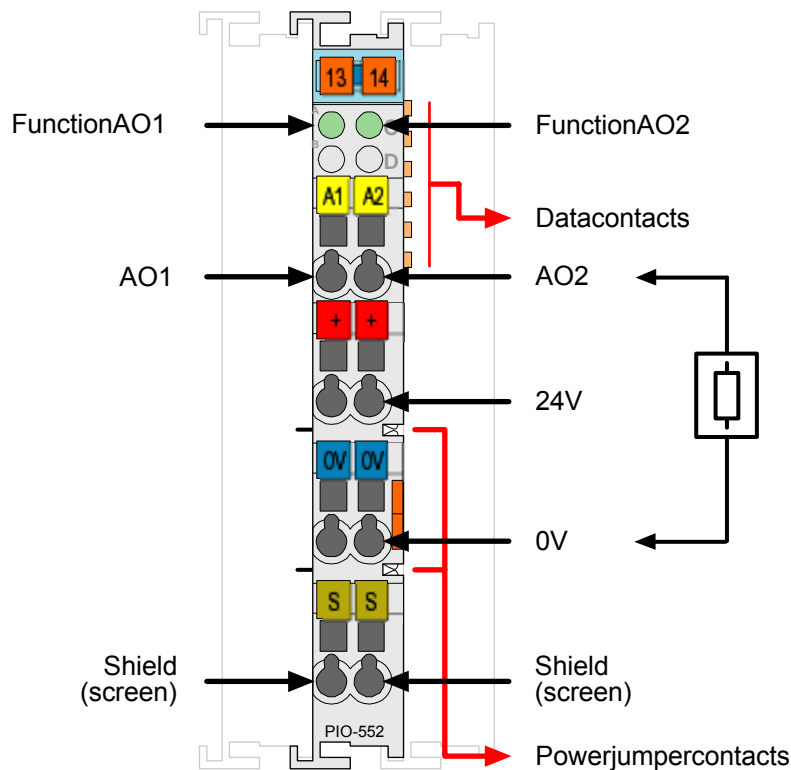 13 14
FunctionAO1
A
C
FunctionAO2
B
D
A1 A2
Datacontacts
AO1
AO2
+ +
24V
0V 0V
0V
S S
Shield
(screen)
Shield
(screen)
PIO-552
Powerjumpercontacts